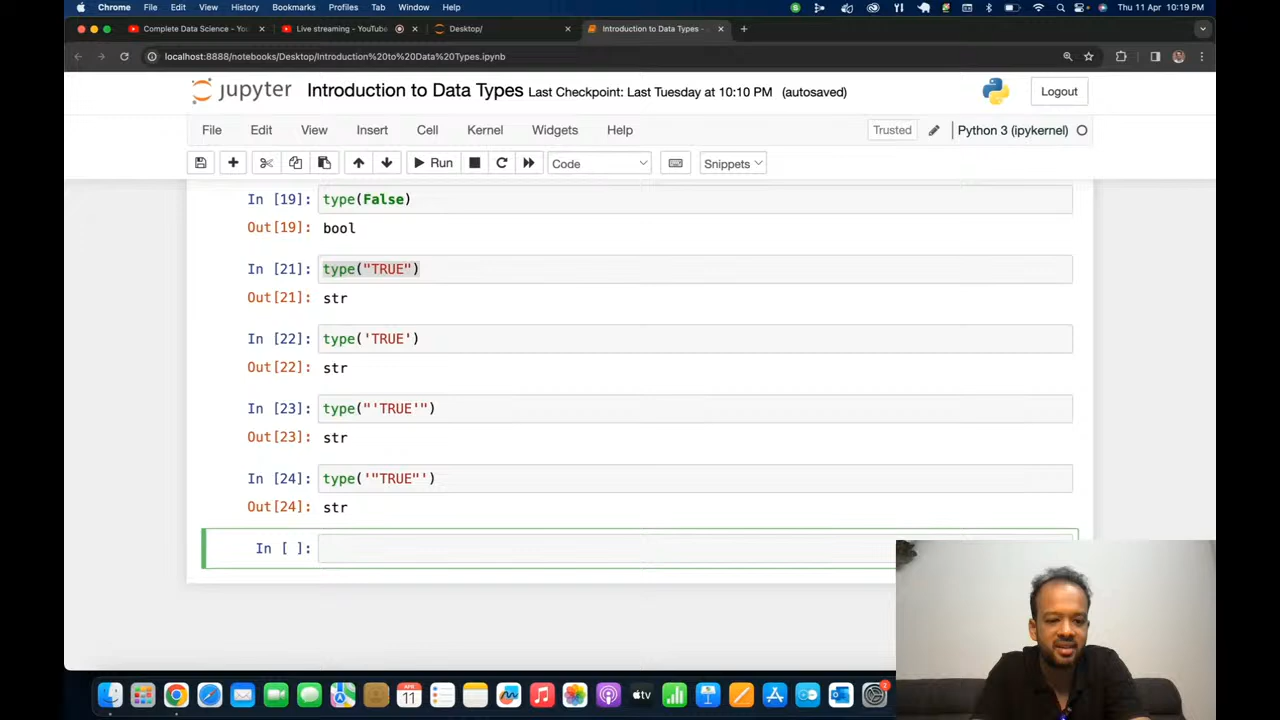 Chrome File Edit View History Bookmarks Profiles Tab Window Help Thu 11 Apr 10:19 PM
Complete Data Science - You Live streaming - YouTube Desktop/ Introduction to Data Types -
localhost:8888/notebooks/Desktop/Introduction%20to%20Data%20Types.ipynb
jupyter Introduction to Data Types Last Checkpoint: Last Tuesday at 10:10 PM (autosaved) Logout
File Edit View Insert Cell Kernel Widgets Help Trusted Python 3 (ipykernel)
Run Code Snippets
In [19]: type(False)
Out[19]: bool
In [21]: type("TRUE")
Out[21]: str
In [22]: type('TRUE')
Out[22]: str
In [23]: type("'TRUE'")
Out[23]: str
In [24]: type('"TRUE"')
Out[24]: str
In [ ]:
APR
11
tv
2